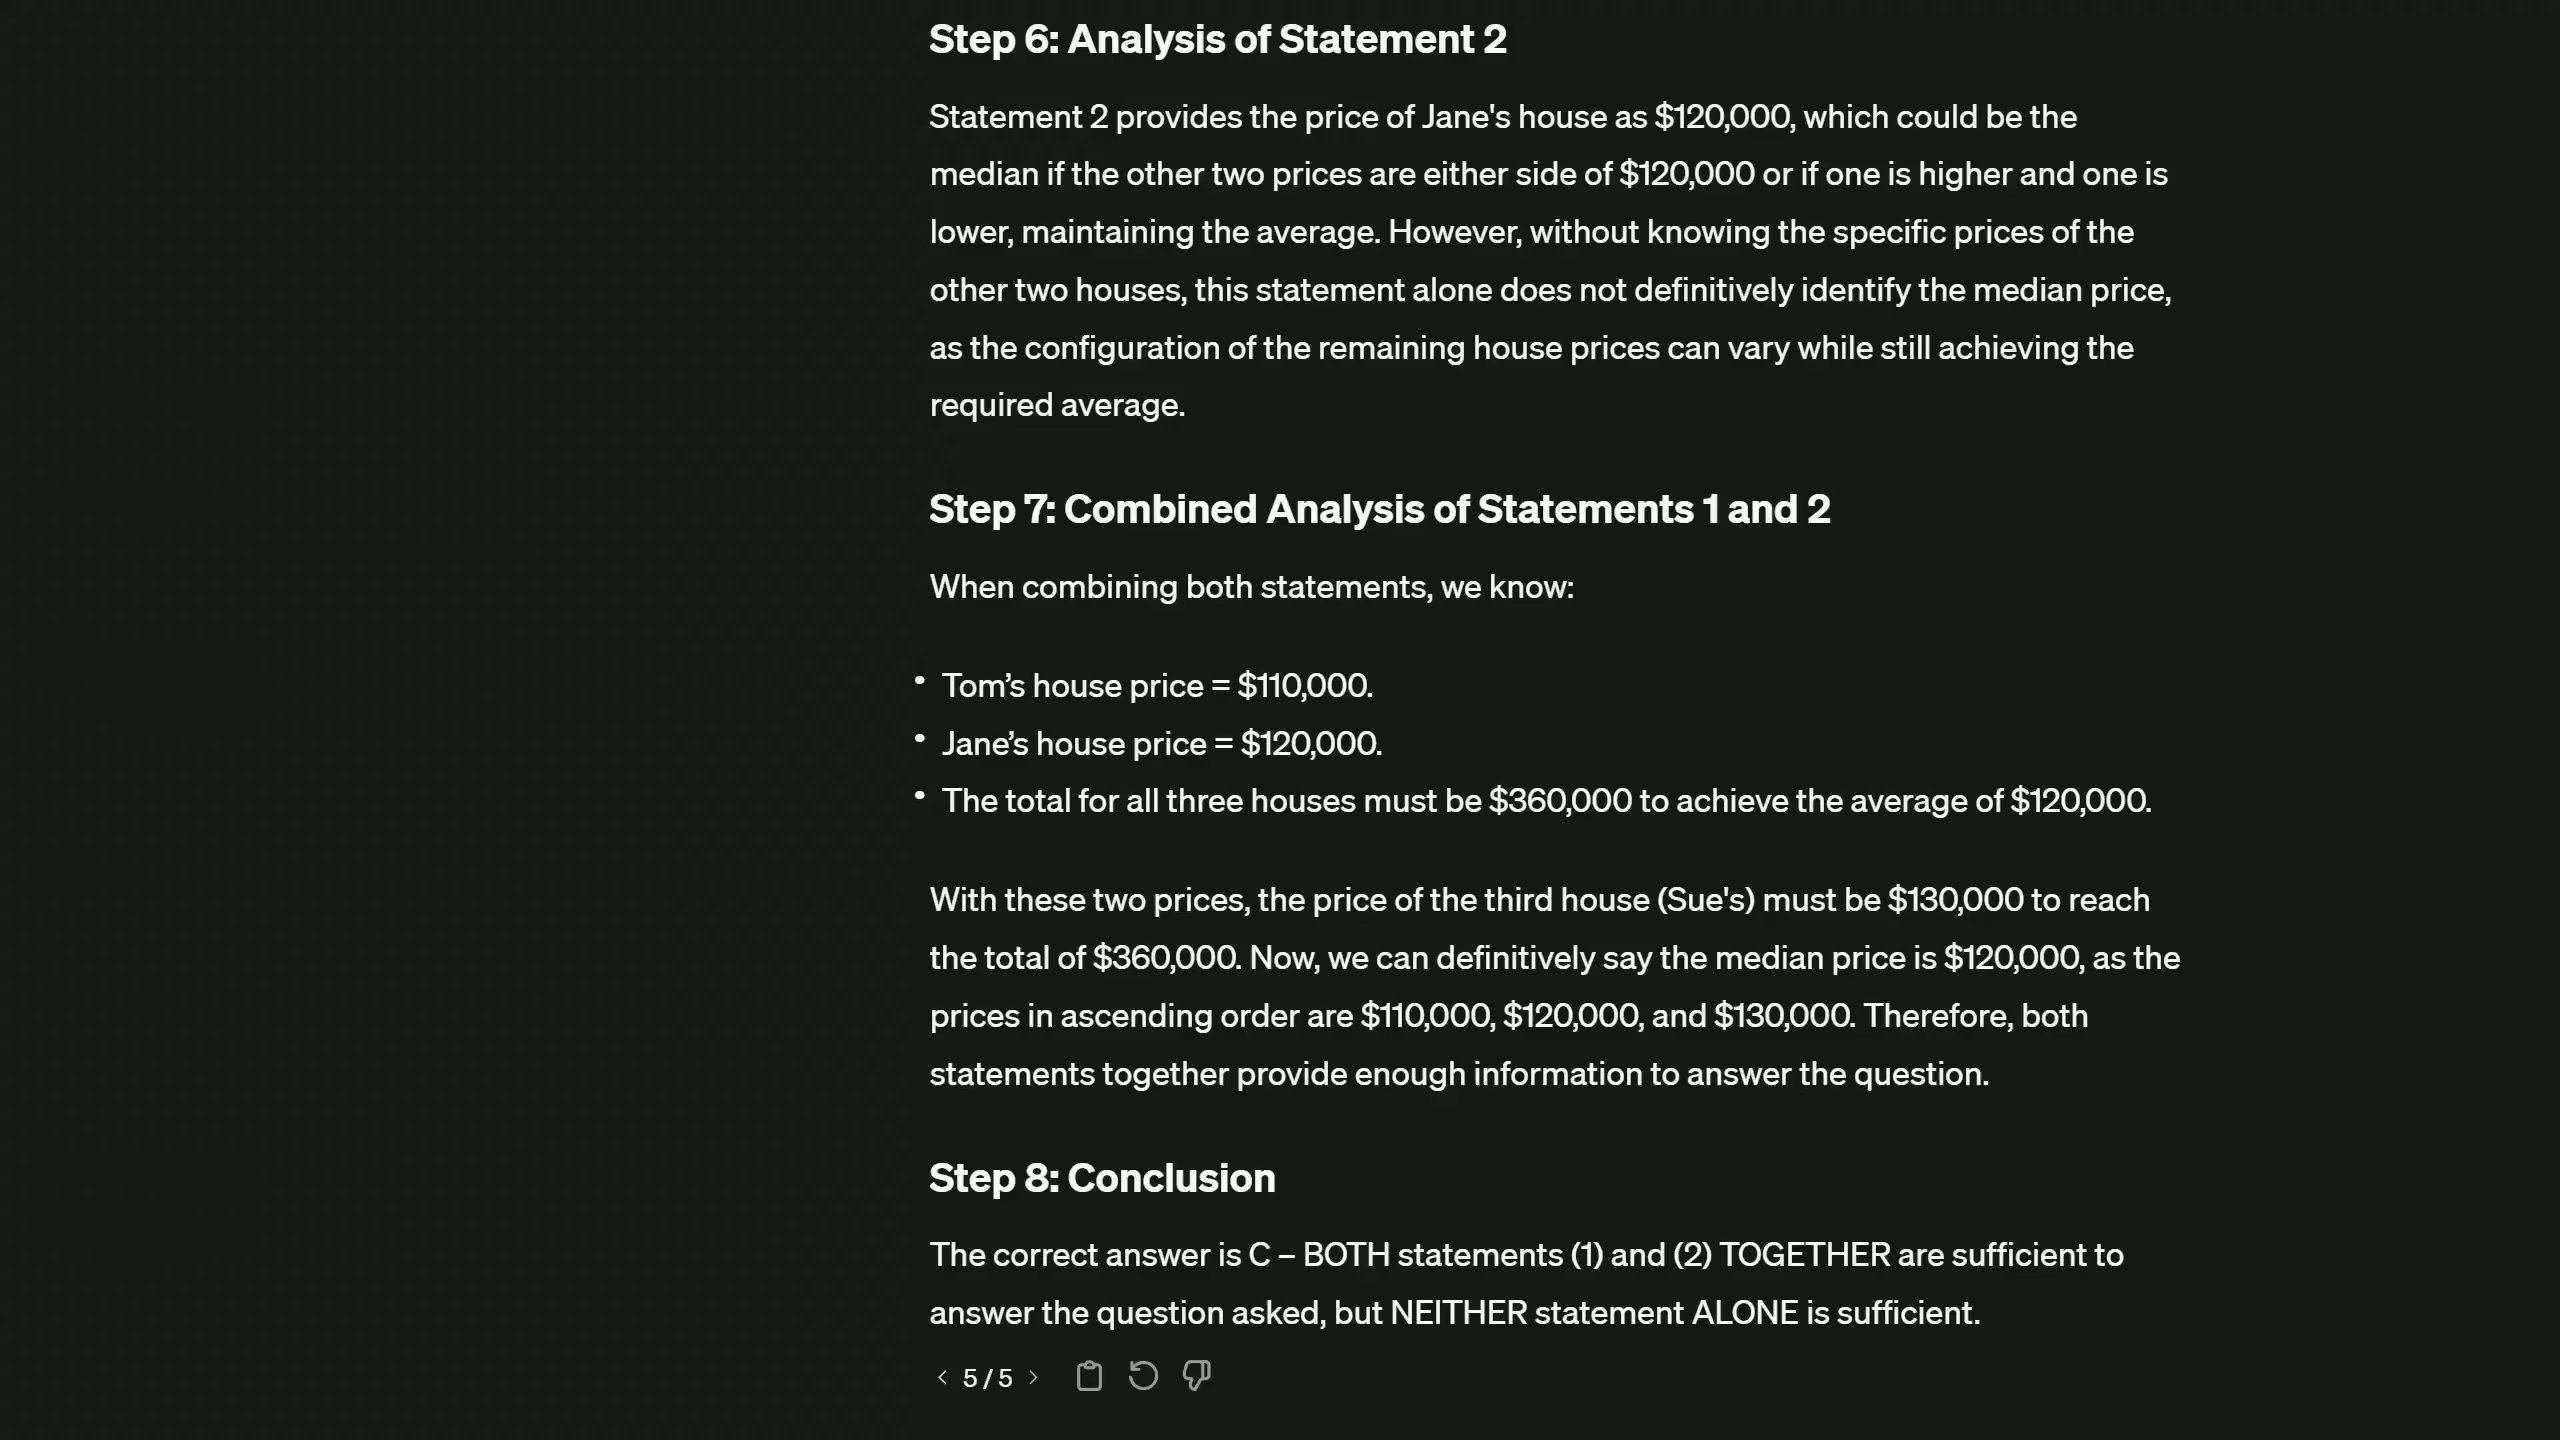 Step 6: Analysis of Statement 2
Statement 2 provides the price of Jane's house as $120,000, which could be the
median if the other two prices are either side of $120,000 or if one is higher and one is
lower, maintaining the average. However, without knowing the specific prices of the
other two houses, this statement alone does not definitively identify the median price,
as the configuration of the remaining house prices can vary while still achieving the
required average.
Step 7: Combined Analysis of Statements 1 and 2
When combining both statements, we know:
• Tom’s house price = $110,000.
• Jane’s house price = $120,000.
• The total for all three houses must be $360,000 to achieve the average of $120,000.
With these two prices, the price of the third house (Sue's) must be $130,000 to reach
the total of $360,000. Now, we can definitively say the median price is $120,000, as the
prices in ascending order are $110,000, $120,000, and $130,000. Therefore, both
statements together provide enough information to answer the question.
Step 8: Conclusion
The correct answer is C – BOTH statements (1) and (2) TOGETHER are sufficient to
answer the question asked, but NEITHER statement ALONE is sufficient.
< 5 / 5 >